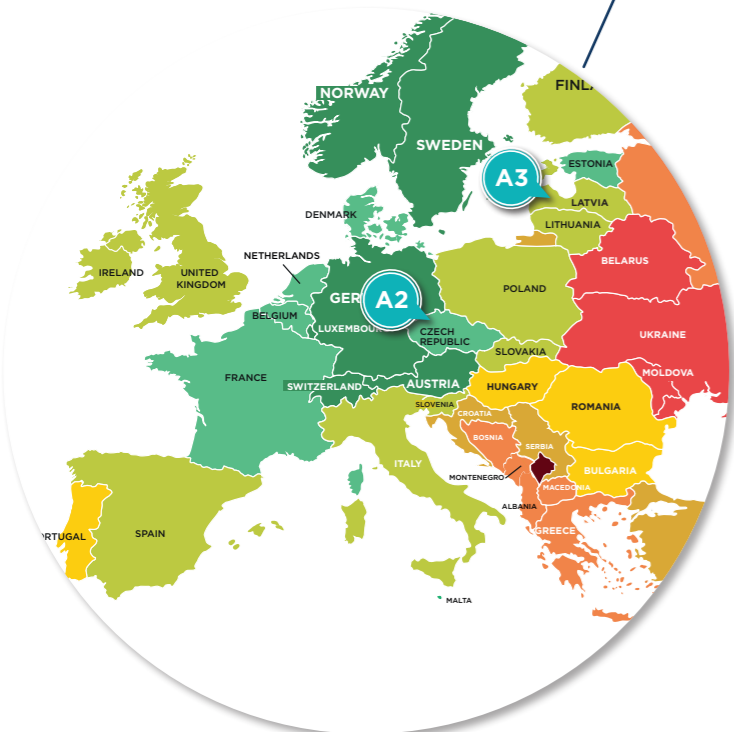 NORWAY
FINL
SWEDEN
A3
ESTONIA
LATVIA
DENMARK
LITHUANIA
NETHERLANDS
BELARUS
IRELAND
UNITED
KINGDOM
GER
A2
POLAND
BELGIUM
LUXEMBOU
CZECH
REPUBLIC
UKRAINE
SLOVAKIA
FRANCE
MOLDOVA
SWITZERLAND
AUSTRIA
HUNGARY
SLOVENIA
ROMANIA
CROATIA
BOSNIA
SERBIA
ITALY
MONTENEGRO
BULGARIA
MACEDONIA
ALBANIA
RTUGAL
SPAIN
GREECE
MALTA